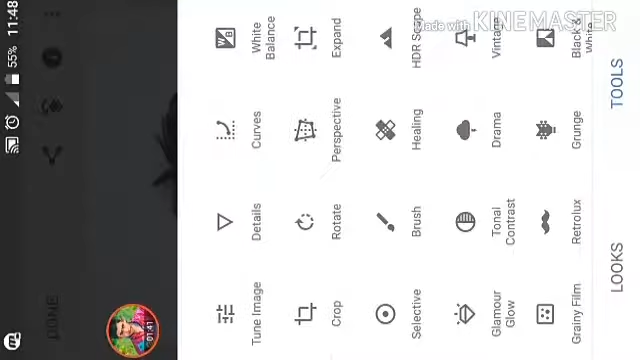 11:48
55%
Made with KINEMASTER
Tune Image
Details
Curves
White
Balance
Crop
Rotate
Perspective
Expand
Selective
Brush
Healing
HDR Scape
Glamour
Glow
Tonal
Contrast
Drama
Vintage
Grainy Film
Retrolux
Grunge
Black &
White
LOOKS
TOOLS
DONE